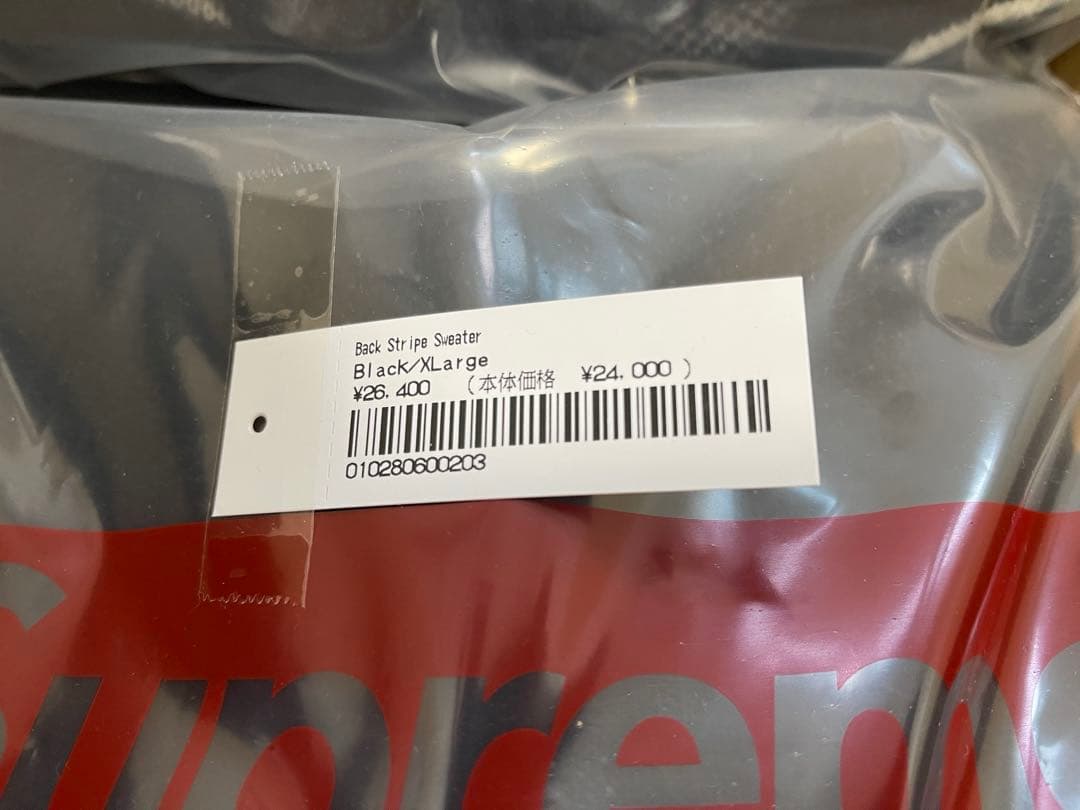 Back Stripe Sweater
Black/XLarge
¥26,400 (本体価格 ¥24,000 )
010280600203
Supreme